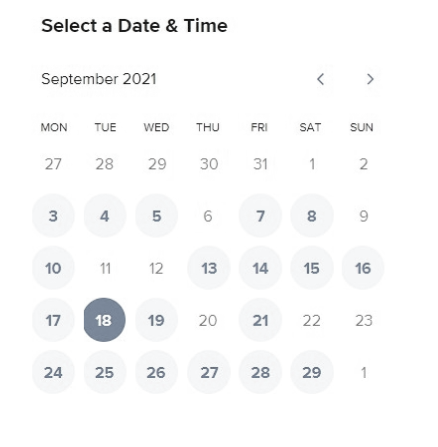 Select a Date & Time
September 2021
MON TUE WED THU FRI SAT SUN
27 28 29 30 31 1 2
3 4 5 6 7 8 9
10 11 12 13 14 15 16
17 18 19 20 21 22 23
24 25 26 27 28 29 1